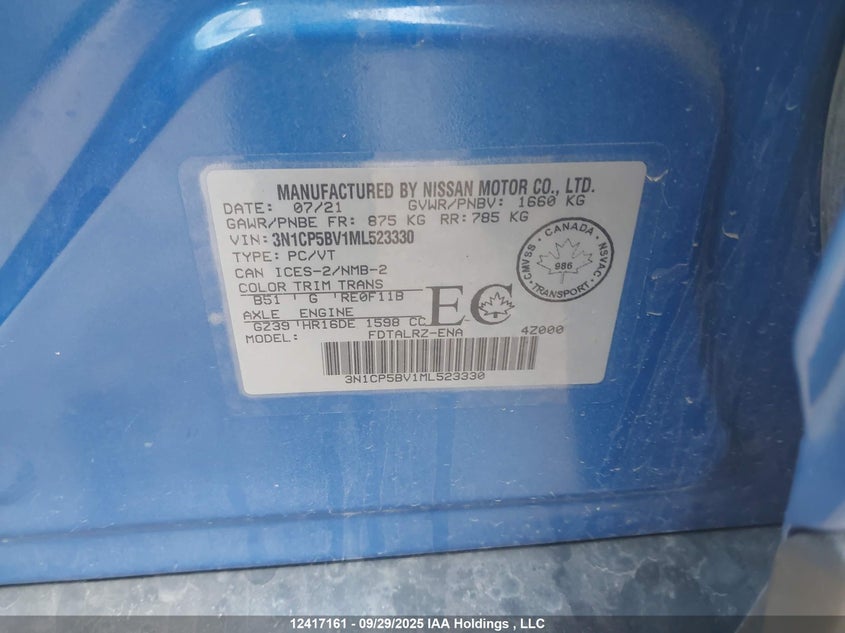 MANUFACTURED BY NISSAN MOTOR CO., LTD.
DATE: 07/21 GVWR/PNBV: 1660 KG
GAWR/PNBE FR: 875 KG RR: 785 KG
VIN: 3N1CP5BV1ML523330
TYPE: PC/VT
CAN ICES-2/NMB-2
COLOR TRIM TRANS
B51 ' G 'RE0F11B
AXLE ENGINE
GZ39 'HR16DE 1598 CC
MODEL: FDTALRZ-ENA 4Z000
EC
CANADA
CMVSS 986 NSVAC
TRANSPORT
3N1CP5BV1ML523330
12417161 - 09/29/2025 IAA Holdings , LLC